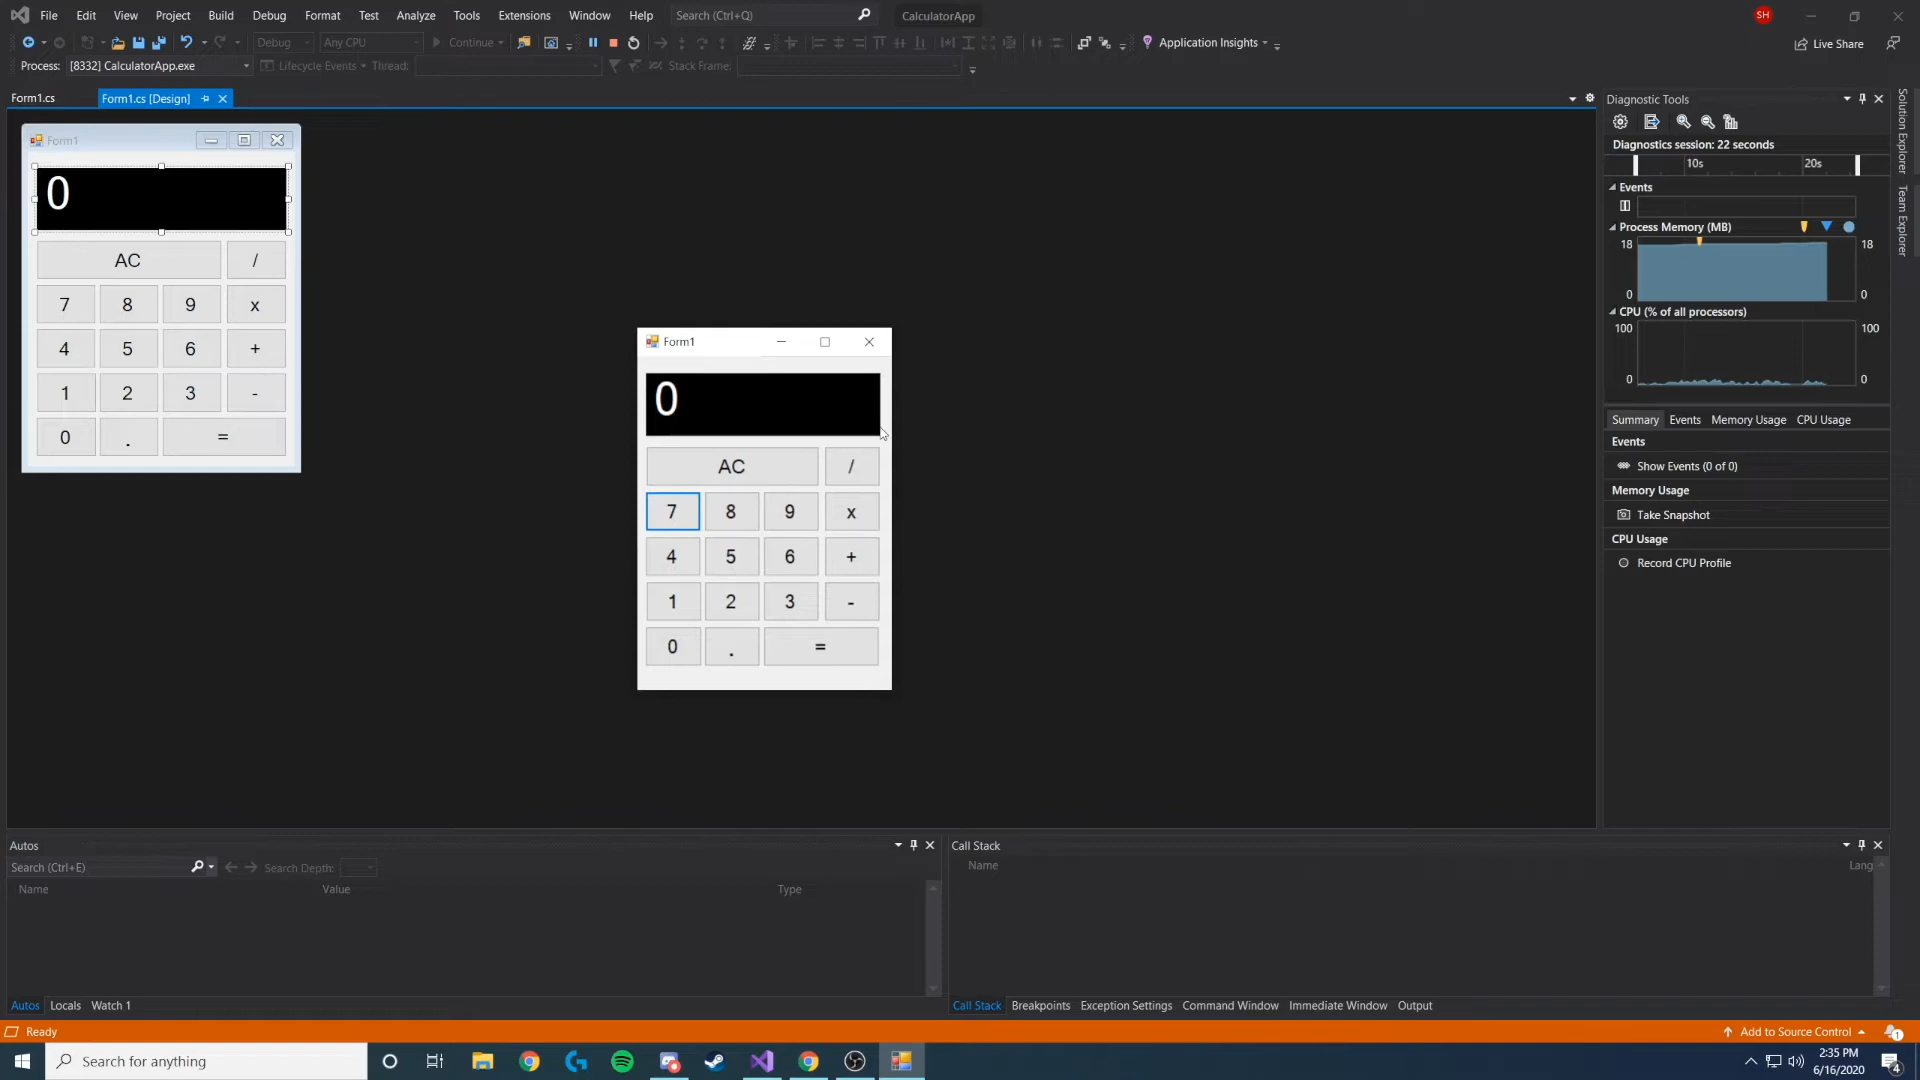 File Edit View Project Build Debug Format Test Analyze Tools Extensions Window Help Search (Ctrl+Q) CalculatorApp SH
Debug Any CPU Continue Application Insights Live Share
Process: [8332] CalculatorApp.exe Lifecycle Events Thread: Stack Frame:
Form1.cs Form1.cs [Design]
Form1
0
AC /
7 8 9 x
4 5 6 +
1 2 3 -
0 . =
Form1
0
AC /
7 8 9 x
4 5 6 +
1 2 3 -
0 . =
Diagnostic Tools
Diagnostics session: 22 seconds
10s 20s
Events
Process Memory (MB)
18 18
0 0
CPU (% of all processors)
100 100
0 0
Summary Events Memory Usage CPU Usage
Events
Show Events (0 of 0)
Memory Usage
Take Snapshot
CPU Usage
Record CPU Profile
Solution Explorer
Team Explorer
Autos
Search (Ctrl+E) Search Depth:
Name Value Type
Autos Locals Watch 1
Call Stack
Name Lang
Call Stack Breakpoints Exception Settings Command Window Immediate Window Output
Ready Add to Source Control 1
Search for anything
2:35 PM
6/16/2020
4